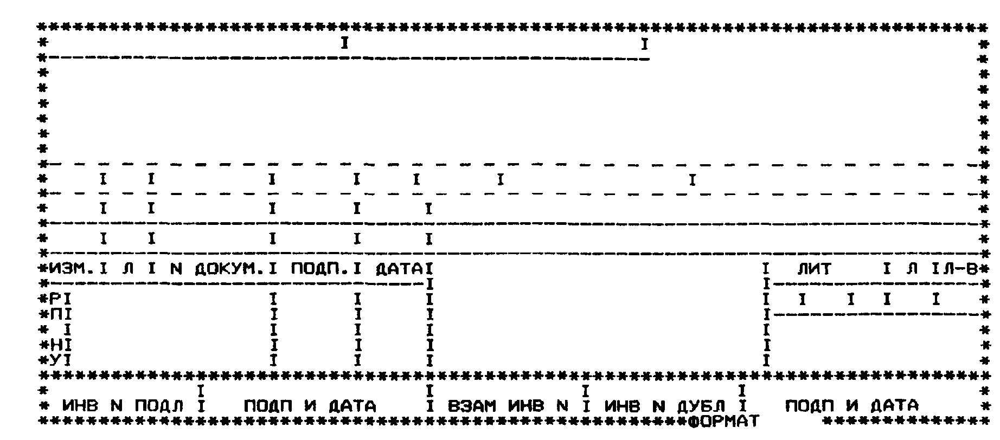 ИЗМ. I Л I N ДОКУМ. I ПОДП. I ДАТАI I ЛИТ I Л IЛ-В
РI
ПI
I
НI
УI
ИНВ N ПОДЛ I ПОДП И ДАТА I ВЗАМ ИНВ N I ИНВ N ДУБЛ I ПОДП И ДАТА
ФОРМАТ